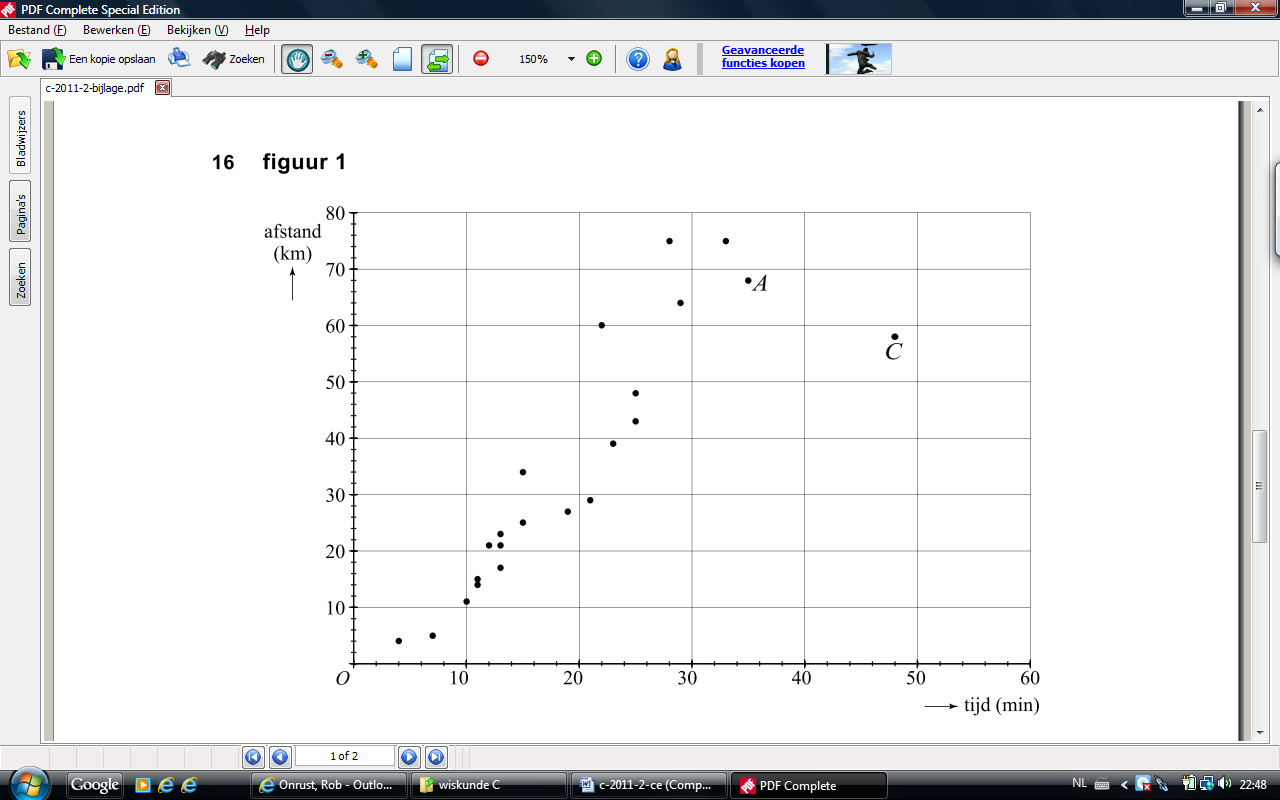 PDF Complete Special Edition
Bestand (F) Bewerken (E) Bekijken (V) Help
Een kopie opslaan Zoeken 150% Geavanceerde
functies kopen
c-2011-2-bijlage.pdf
Bladwijzers
Pagina's
Zoeken
16 figuur 1
afstand
(km)
80
70
60
50
40
30
20
10
A
C
O 10 20 30 40 50 60
tijd (min)
1 of 2
Google Onrust, Rob - Outlo... wiskunde C c-2011-2-ce (Comp... PDF Complete NL 22:48